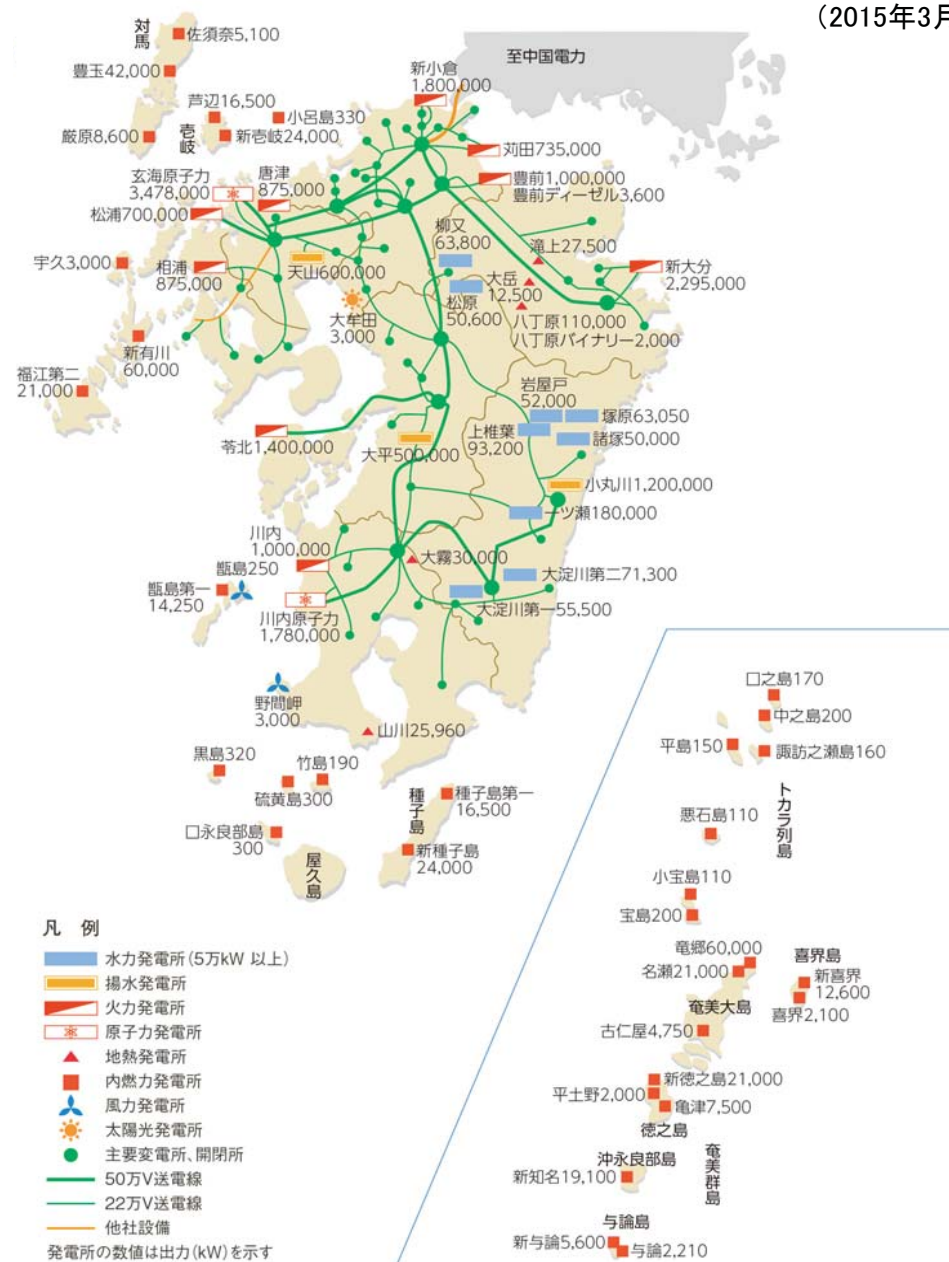 (2015年3月
対馬
佐須奈5,100
豊玉42,000
厳原8,600
芦辺16,500
小呂島330
壱岐
新壱岐24,000
至中国電力
新小倉
1,800,000
苅田735,000
豊前1,000,000
豊前ディーゼル3,600
玄海原子力
3,478,000
唐津
875,000
松浦700,000
宇久3,000
相浦
875,000
天山600,000
大牟田
3,000
柳又
63,800
松原
50,600
滝上27,500
大岳
12,500
八丁原110,000
八丁原バイナリー2,000
新大分
2,295,000
新有川
60,000
福江第二
21,000
苓北1,400,000
大平500,000
岩屋戸
52,000
塚原63,050
上椎葉
93,200
諸塚50,000
小丸川1,200,000
一ツ瀬180,000
川内
1,000,000
大霧30,000
大淀川第二71,300
大淀川第一55,500
甑島250
甑島第一
14,250
川内原子力
1,780,000
野間岬
3,000
山川25,960
黒島320
竹島190
硫黄島300
口永良部島
300
屋久島
種子島
種子島第一
16,500
新種子島
24,000
口之島170
中之島200
平島150
諏訪之瀬島160
トカラ列島
悪石島110
小宝島110
宝島200
竜郷60,000
名瀬21,000
奄美大島
古仁屋4,750
喜界島
新喜界
12,600
喜界2,100
新徳之島21,000
平土野2,000
亀津7,500
徳之島
奄美群島
沖永良部島
新知名19,100
与論島
新与論5,600
与論2,210
凡 例
水力発電所(5万kW 以上)
揚水発電所
火力発電所
原子力発電所
地熱発電所
内燃力発電所
風力発電所
太陽光発電所
主要変電所、開閉所
50万V送電線
22万V送電線
他社設備
発電所の数値は出力(kW)を示す